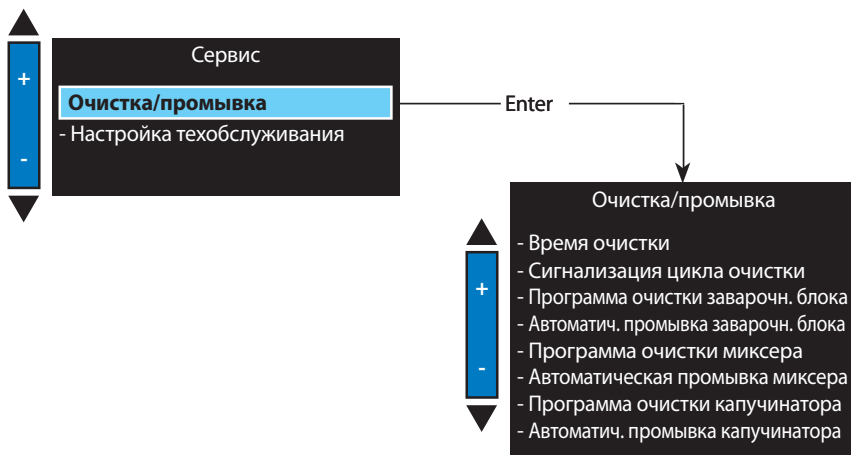 Сервис
+
Очистка/промывка
Enter
- Настройка техобслуживания
-
Очистка/промывка
- Время очистки
- Сигнализация цикла очистки
+
- Программа очистки заварочн. блока
- Автоматич. промывка заварочн. блока
- Программа очистки миксера
-
- Автоматическая промывка миксера
- Программа очистки капучинатора
- Автоматич. промывка капучинатора